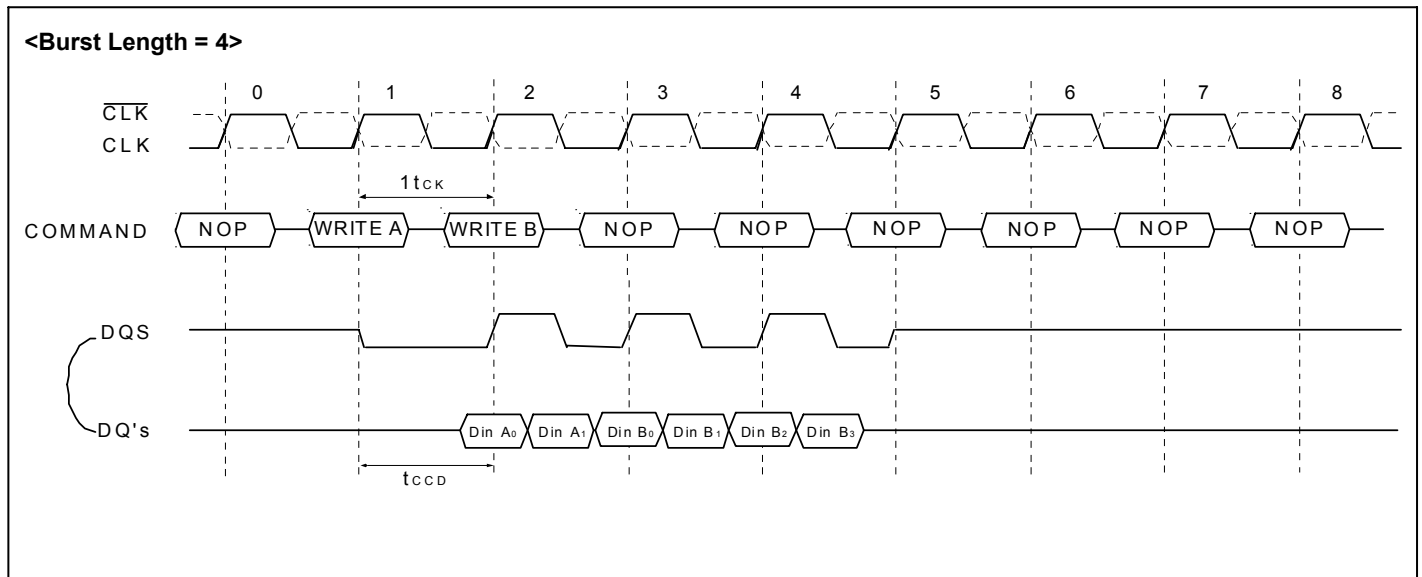 <Burst Length = 4>
0 1 2 3 4 5 6 7 8
CLK
CLK
1tCK
COMMAND NOP WRITE A WRITE B NOP NOP NOP NOP NOP NOP
DQS
DQ's Din A0 Din A1 Din B0 Din B1 Din B2 Din B3
tCCD